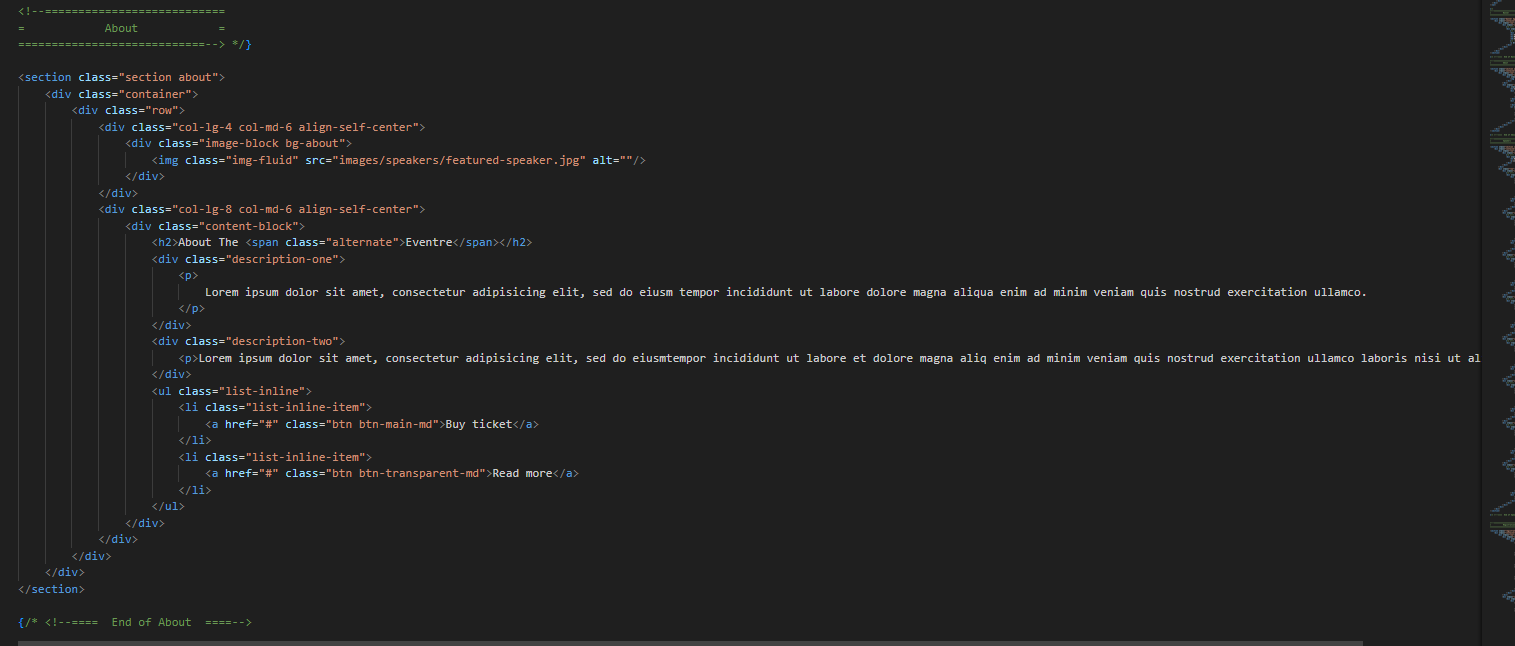 <!--===========================
=            About            =
============================--> */}
<section class="section about">
<div class="container">
<div class="row">
<div class="col-lg-4 col-md-6 align-self-center">
<div class="image-block bg-about">
<img class="img-fluid" src="images/speakers/featured-speaker.jpg" alt=""/>
</div>
</div>
<div class="col-lg-8 col-md-6 align-self-center">
<div class="content-block">
<h2>About The <span class="alternate">Eventre</span></h2>
<div class="description-one">
<p>
Lorem ipsum dolor sit amet, consectetur adipisicing elit, sed do eiusm tempor incididunt ut labore dolore magna aliqua enim ad minim veniam quis nostrud exercitation ullamco.
</p>
</div>
<div class="description-two">
<p>Lorem ipsum dolor sit amet, consectetur adipisicing elit, sed do eiusmtempor incididunt ut labore et dolore magna aliq enim ad minim veniam quis nostrud exercitation ullamco laboris nisi ut al
</div>
<ul class="list-inline">
<li class="list-inline-item">
<a href="#" class="btn btn-main-md">Buy ticket</a>
</li>
<li class="list-inline-item">
<a href="#" class="btn btn-transparent-md">Read more</a>
</li>
</ul>
</div>
</div>
</div>
</div>
</section>
{/* <!--====  End of About  ====-->